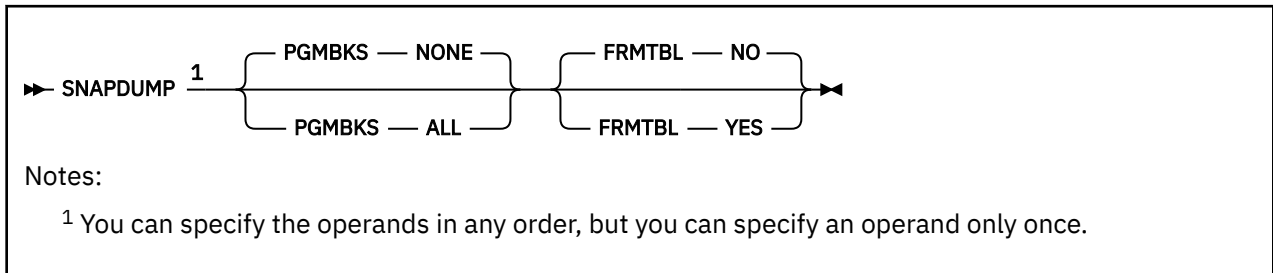 PGMBKS NONE FRMTBL NO
SNAPDUMP 1
PGMBKS ALL FRMTBL YES
Notes:
1 You can specify the operands in any order, but you can specify an operand only once.